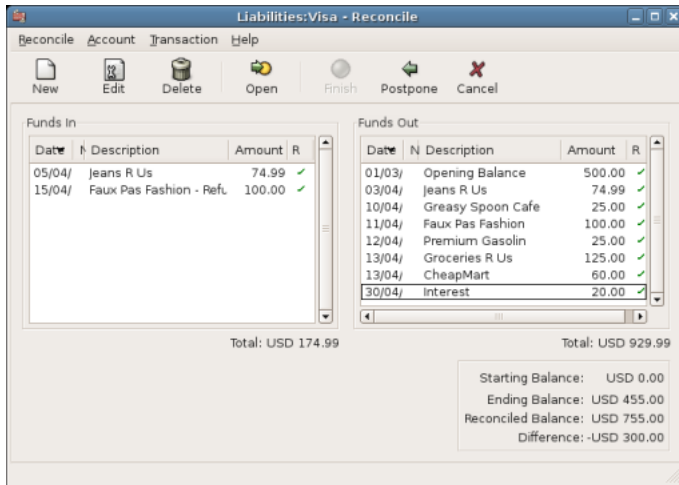 Liabilities:Visa - Reconcile
Reconcile Account Transaction Help
New Edit Delete Open Finish Postpone Cancel
Funds In
Date N Description Amount R
05/04/ Jeans R Us 74.99 ✓
15/04/ Faux Pas Fashion - Refu 100.00 ✓
Total: USD 174.99
Funds Out
Date N Description Amount R
01/03/ Opening Balance 500.00 ✓
03/04/ Jeans R Us 74.99 ✓
10/04/ Greasy Spoon Cafe 25.00 ✓
11/04/ Faux Pas Fashion 100.00 ✓
12/04/ Premium Gasolin 25.00 ✓
13/04/ Groceries R Us 125.00 ✓
13/04/ CheapMart 60.00 ✓
30/04/ Interest 20.00 ✓
Total: USD 929.99
Starting Balance: USD 0.00
Ending Balance: USD 455.00
Reconciled Balance: USD 755.00
Difference: -USD 300.00